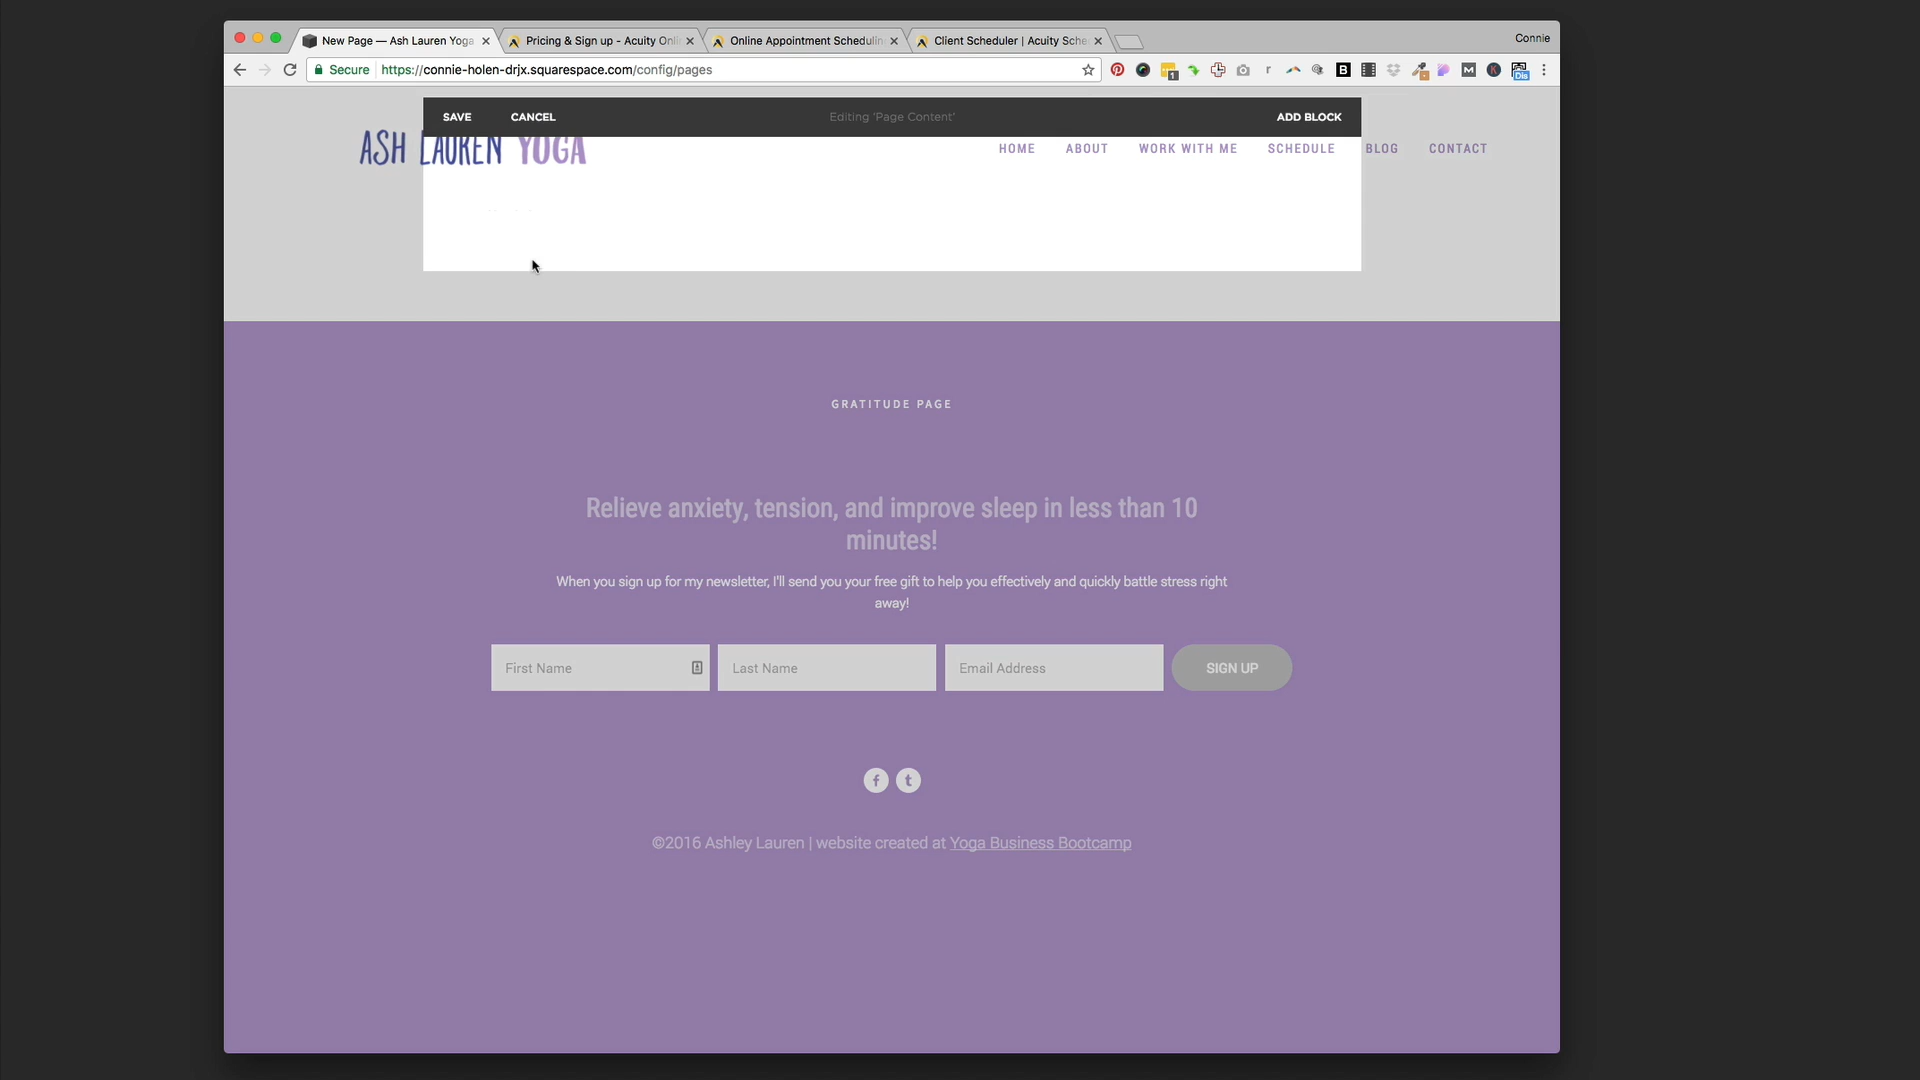 New Page — Ash Lauren Yoga
Pricing & Sign up - Acuity Onli
Online Appointment Schedulin
Client Scheduler | Acuity Sche
Connie
Secure
https://connie-holen-drjx.squarespace.com/config/pages
1
r
B
M
K
Dis
SAVE
CANCEL
Editing 'Page Content'
ADD BLOCK
ASH LAUREN YOGA
HOME
ABOUT
WORK WITH ME
SCHEDULE
BLOG
CONTACT
GRATITUDE PAGE
Relieve anxiety, tension, and improve sleep in less than 10
minutes!
When you sign up for my newsletter, I'll send you your free gift to help you effectively and quickly battle stress right
away!
First Name
Last Name
Email Address
SIGN UP
f
t
©2016 Ashley Lauren | website created at Yoga Business Bootcamp